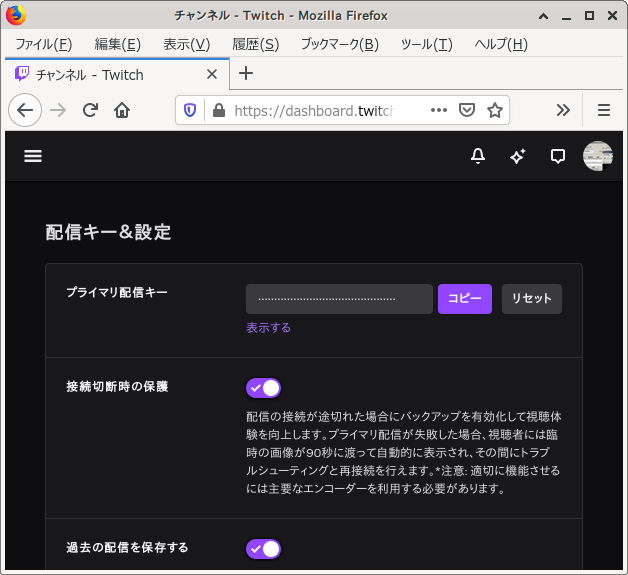 チャンネル - Twitch - Mozilla Firefox
ファイル(F) 編集(E) 表示(V) 履歴(S) ブックマーク(B) ツール(T) ヘルプ(H)
チャンネル - Twitch
https://dashboard.twitch
配信キー&設定
プライマリ配信キー
コピー
リセット
表示する
接続切断時の保護
配信の接続が途切れた場合にバックアップを有効化して視聴体
験を向上します。プライマリ配信が失敗した場合、視聴者には臨
時の画像が90秒に渡って自動的に表示され、その間にトラブ
ルシューティングと再接続を行えます。*注意: 適切に機能させる
には主要なエンコーダーを利用する必要があります。
過去の配信を保存する